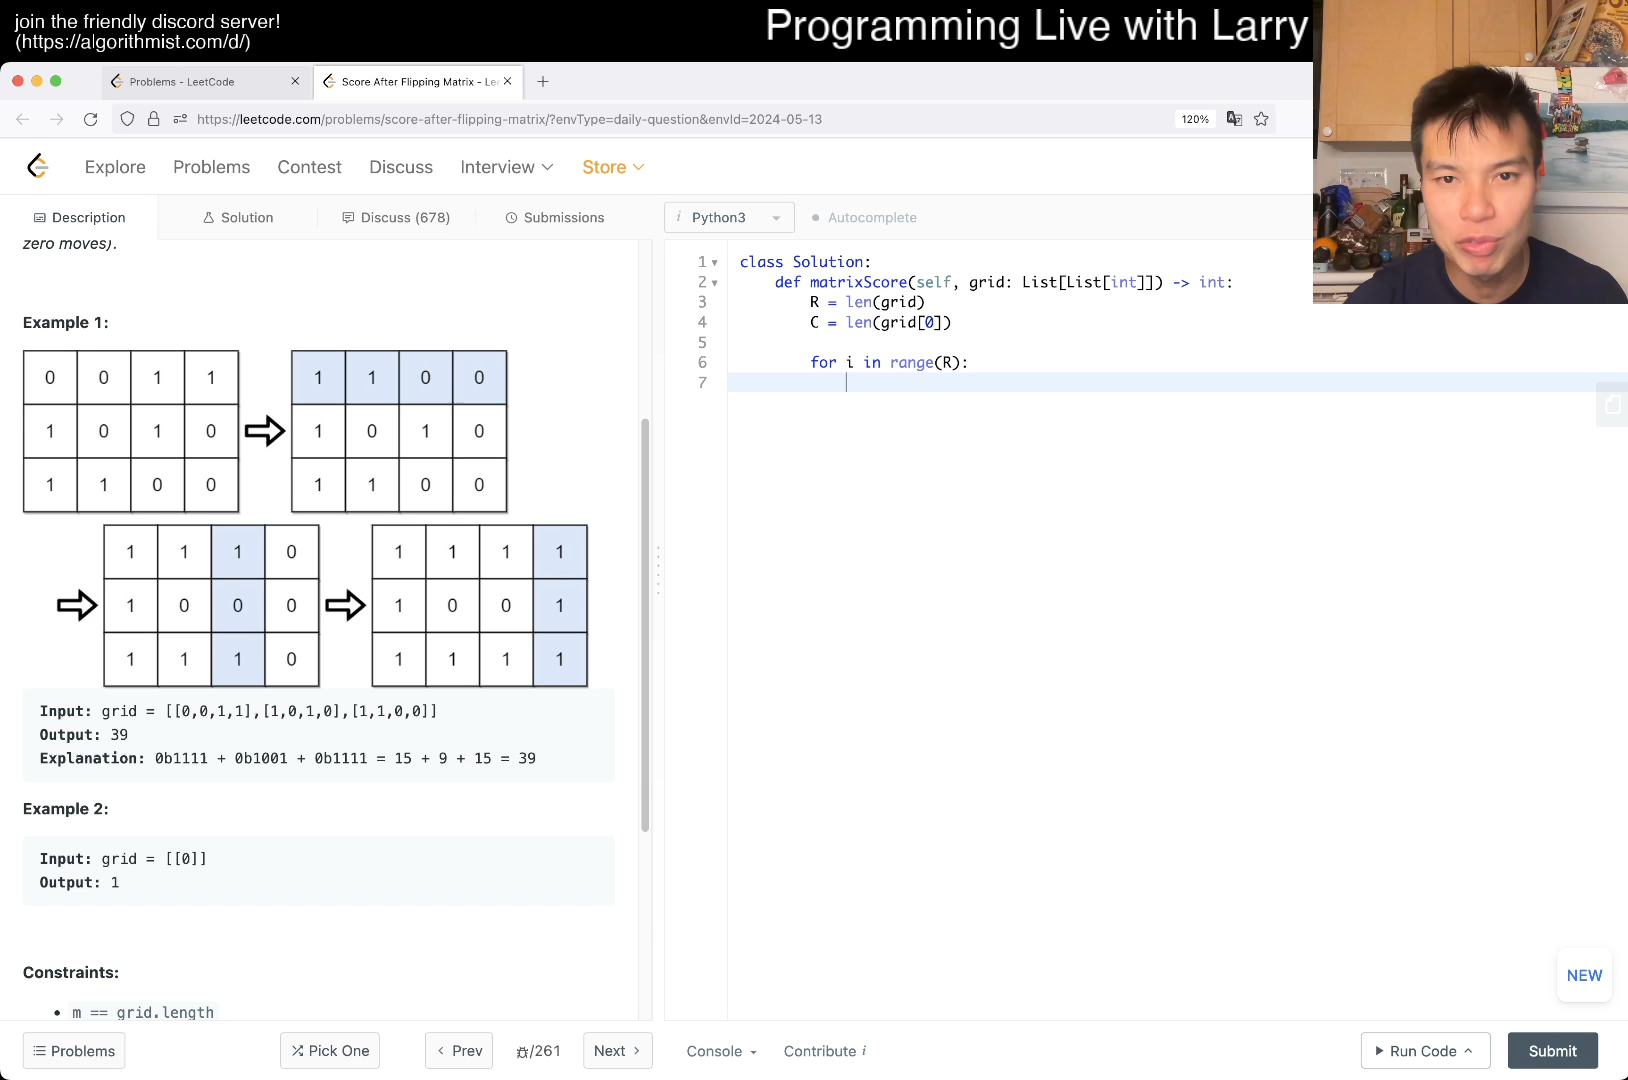 join the friendly discord server!
(https://algorithmist.com/d/)
Programming Live with Larry
Problems - LeetCode
Score After Flipping Matrix - Le
https://leetcode.com/problems/score-after-flipping-matrix/?envType=daily-question&envId=2024-05-13
120%
Explore Problems Contest Discuss Interview Store
Description Solution Discuss (678) Submissions
i Python3 Autocomplete
zero moves).
Example 1:
0 0 1 1
1 0 1 0
1 1 0 0
1 1 0 0
1 0 1 0
1 1 0 0
1 1 1 0
1 0 0 0
1 1 1 0
1 1 1 1
1 0 0 1
1 1 1 1
Input: grid = [[0,0,1,1],[1,0,1,0],[1,1,0,0]]
Output: 39
Explanation: 0b1111 + 0b1001 + 0b1111 = 15 + 9 + 15 = 39
Example 2:
Input: grid = [[0]]
Output: 1
Constraints:
m == grid.length
1 class Solution:
2 def matrixScore(self, grid: List[List[int]]) -> int:
3 R = len(grid)
4 C = len(grid[0])
5
6 for i in range(R):
7
NEW
Problems Pick One Prev /261 Next Console Contribute i Run Code Submit